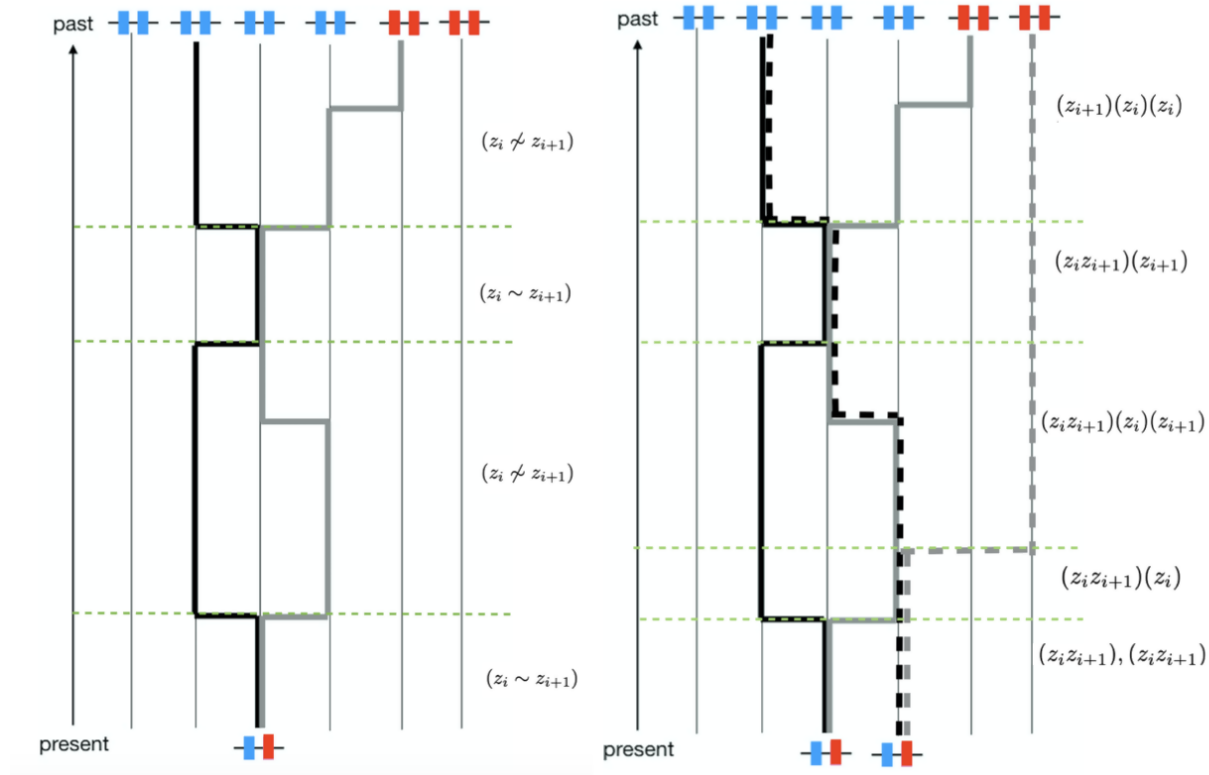 past
(z_i ≁ z_{i+1})
(z_i ∼ z_{i+1})
(z_i ≁ z_{i+1})
(z_i ∼ z_{i+1})
present
past
(z_{i+1})(z_i)(z_i)
(z_i z_{i+1})(z_{i+1})
(z_i z_{i+1})(z_i)(z_{i+1})
(z_i z_{i+1})(z_i)
(z_i z_{i+1}), (z_i z_{i+1})
present